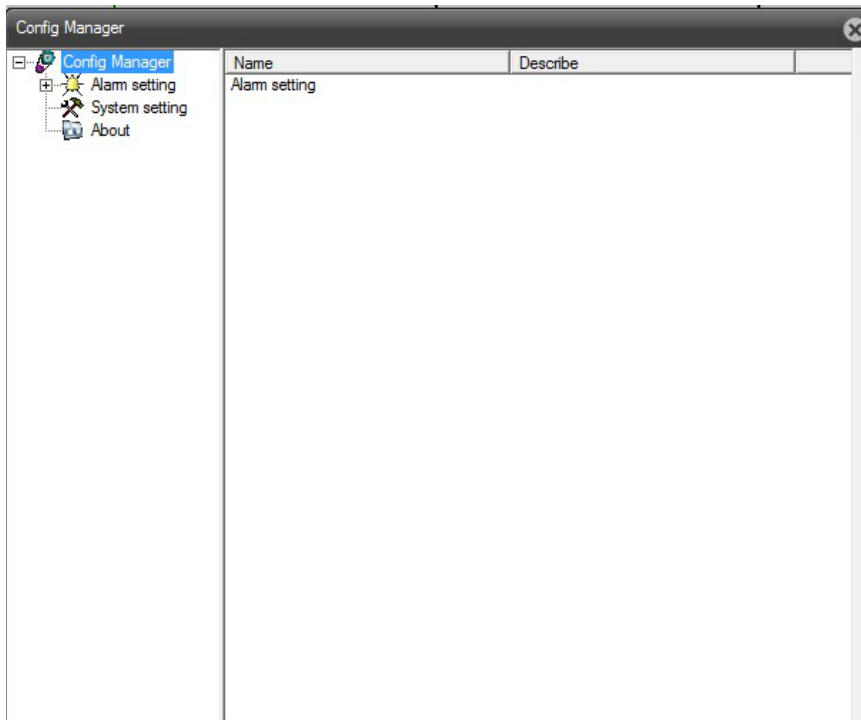 Config Manager
Config Manager
Alarm setting
System setting
About
Name Describe
Alarm setting